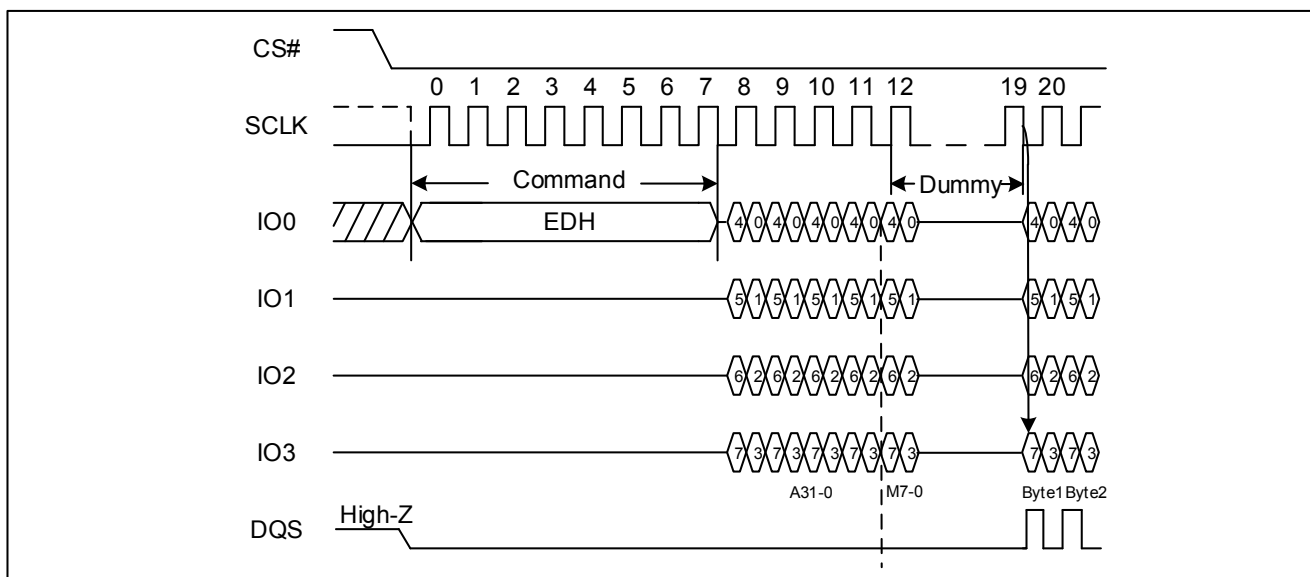 CS#
0 1 2 3 4 5 6 7 8 9 10 11 12 19 20
SCLK
Command Dummy
IO0 EDH 4 0 4 0 4 0 4 0 4 0 4 0 4 0
IO1 5 1 5 1 5 1 5 1 5 1 5 1 5 1
IO2 6 2 6 2 6 2 6 2 6 2 6 2 6 2
IO3 7 3 7 3 7 3 7 3 7 3 7 3 7 3
A31-0 M7-0 Byte1 Byte2
High-Z
DQS